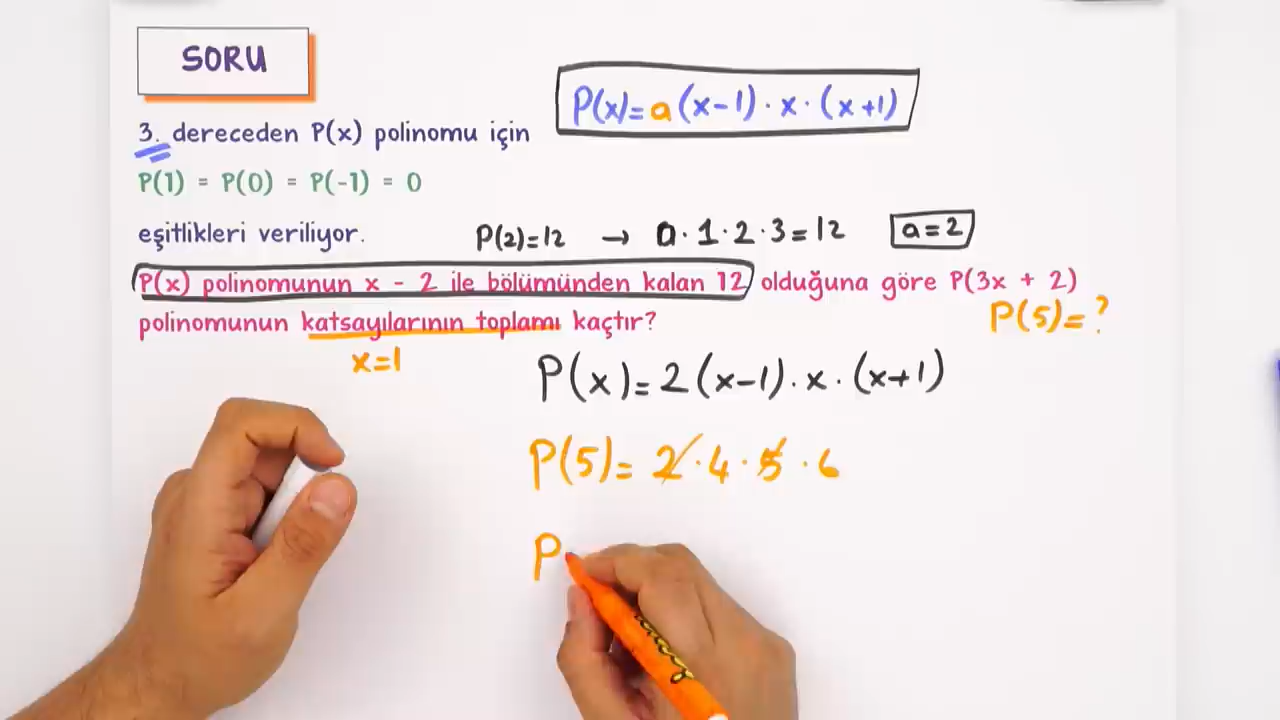 SORU
P(x)=a(x-1)·x·(x+1)
3. dereceden P(x) polinomu için
P(1) = P(0) = P(-1) = 0
eşitlikleri veriliyor.
P(2)=12 → a·1·2·3=12 a=2
P(x) polinomunun x - 2 ile bölümünden kalan 12 olduğuna göre P(3x + 2)
polinomunun katsayılarının toplamı kaçtır?
P(5)=?
x=1
P(x)=2(x-1)·x·(x+1)
P(5)=2·4·5·6
P